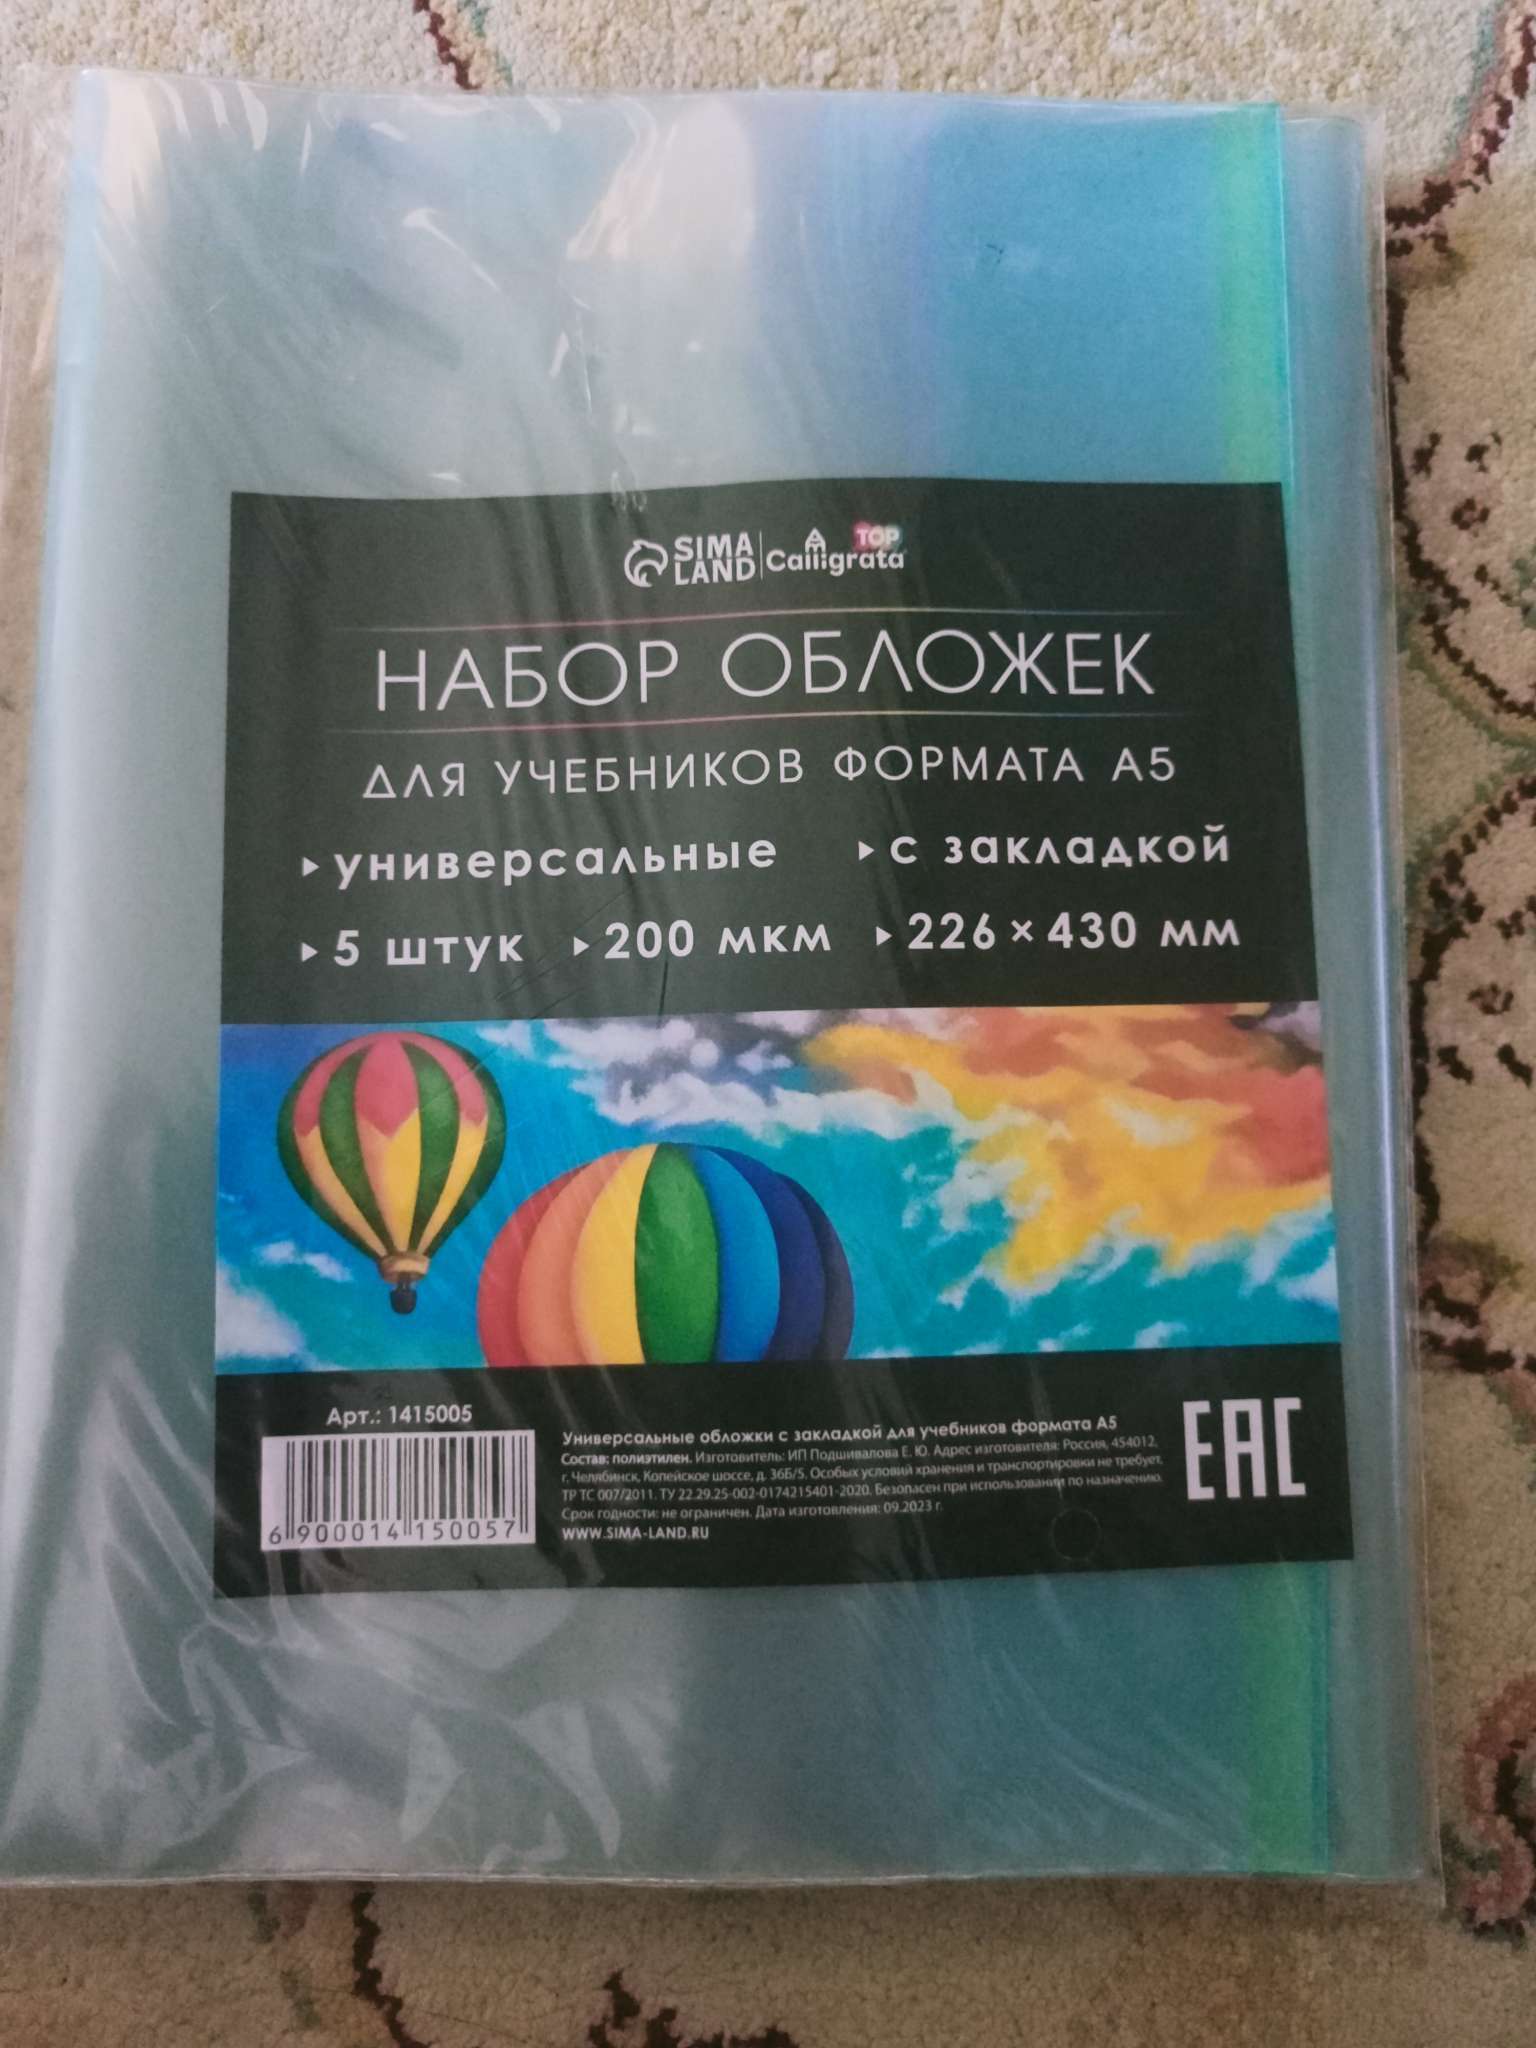 SIMA LAND
Calligrata TOP
НАБОР ОБЛОЖЕК
ДЛЯ УЧЕБНИКОВ ФОРМАТА А5
универсальные
с закладкой
5 штук
200 мкм
226 × 430 мм
Арт.: 1415005
6 900014 150057
Универсальные обложки с закладкой для учебников формата А5
Состав: полиэтилен. Изготовитель: ИП Подшивалова Е. Ю. Адрес изготовителя: Россия, 454012,
г. Челябинск, Копейское шоссе, д. 36Б/5. Особых условий хранения и транспортировки не требует.
ТР ТС 007/2011. ТУ 22.29.25-002-0174215401-2020. Безопасен при использовании по назначению.
Срок годности: не ограничен. Дата изготовления: 09.2023 г.
WWW.SIMA-LAND.RU
EAC